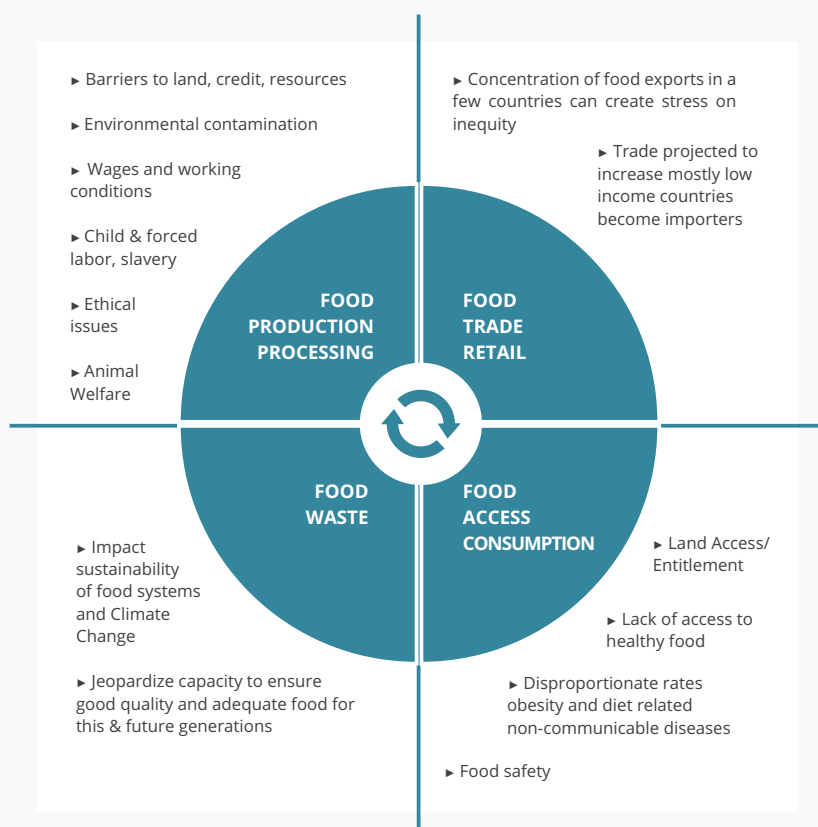 ► Barriers to land, credit, resources
► Environmental contamination
► Wages and working
conditions
► Child & forced
labor, slavery
► Ethical
issues
► Animal
Welfare
► Concentration of food exports in a
few countries can create stress on
inequity
► Trade projected to
increase mostly low
income countries
become importers
FOOD
PRODUCTION
PROCESSING
FOOD
TRADE
RETAIL
FOOD
WASTE
FOOD
ACCESS
CONSUMPTION
► Impact
sustainability
of food systems
and Climate
Change
► Jeopardize capacity to ensure
good quality and adequate food for
this & future generations
► Land Access/
Entitlement
► Lack of access to
healthy food
► Disproportionate rates
obesity and diet related
non-communicable diseases
► Food safety